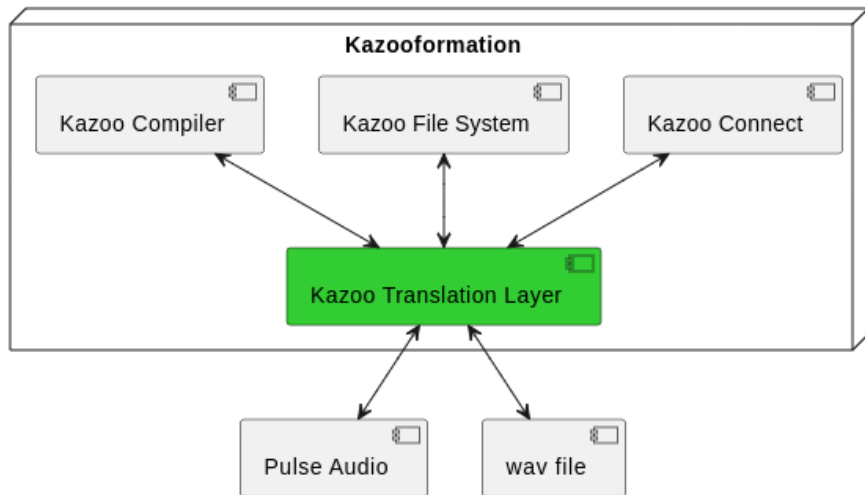 Kazooformation
Kazoo Compiler
Kazoo File System
Kazoo Connect
Kazoo Translation Layer
Pulse Audio
wav file